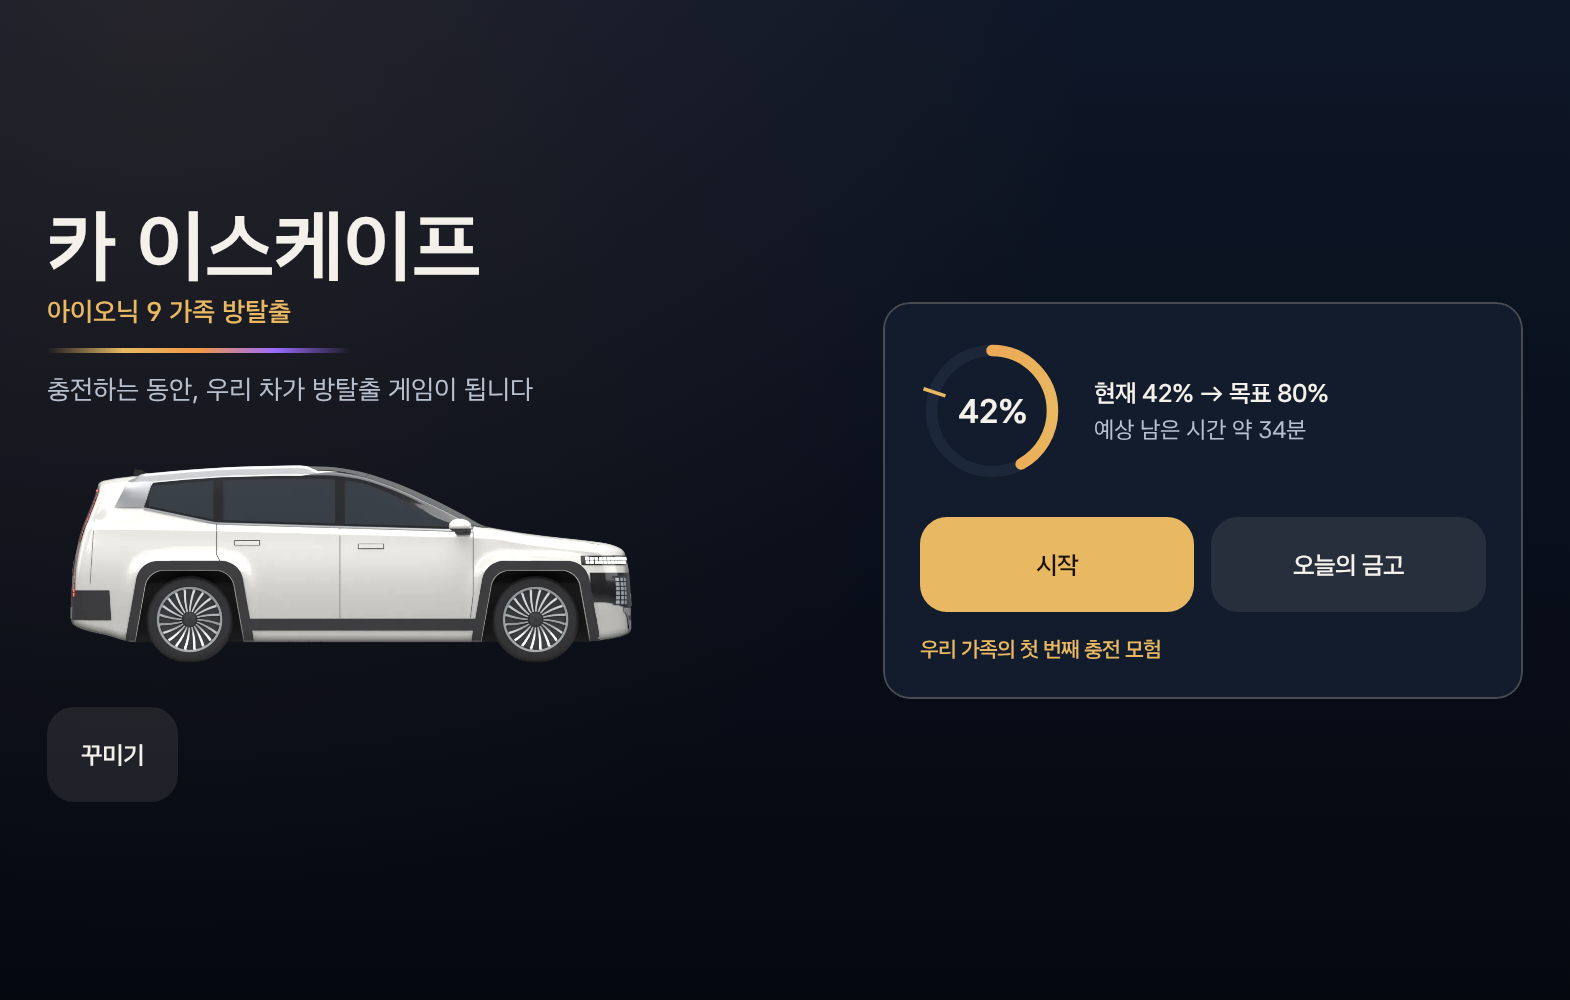 카 이스케이프
아이오닉 9 가족 방탈출
충전하는 동안, 우리 차가 방탈출 게임이 됩니다
꾸미기
42%
현재 42% → 목표 80%
예상 남은 시간 약 34분
시작
오늘의 금고
우리 가족의 첫 번째 충전 모험